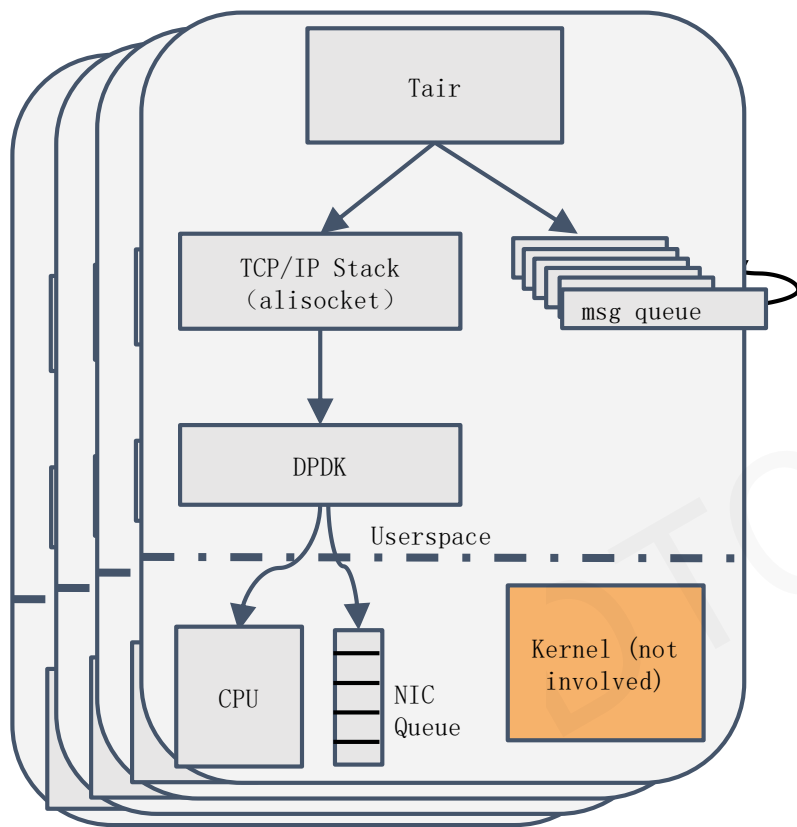 Tair
TCP/IP Stack
（alisocket）
msg queue
DPDK
Userspace
Kernel (not
involved)
CPU
NIC
Queue